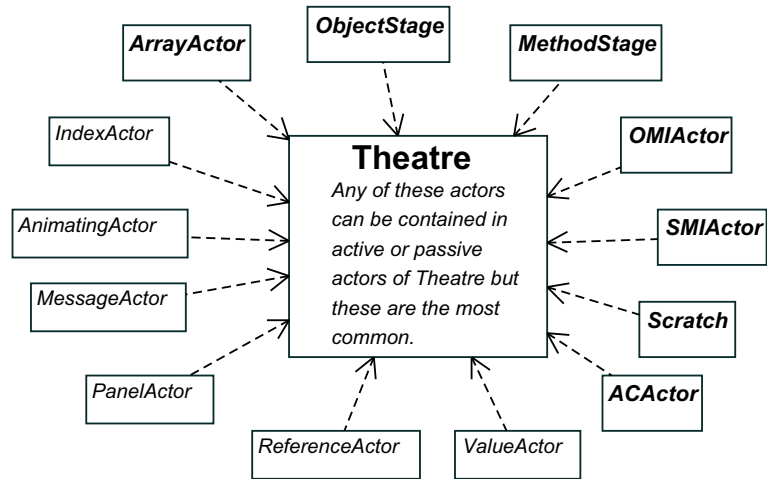 ObjectStage
ArrayActor
MethodStage
IndexActor
OMIActor
Theatre
Any of these actors
can be contained in
active or passive
actors of Theatre but
these are the most
common.
AnimatingActor
SMIActor
MessageActor
Scratch
PanelActor
ACActor
ReferenceActor
ValueActor